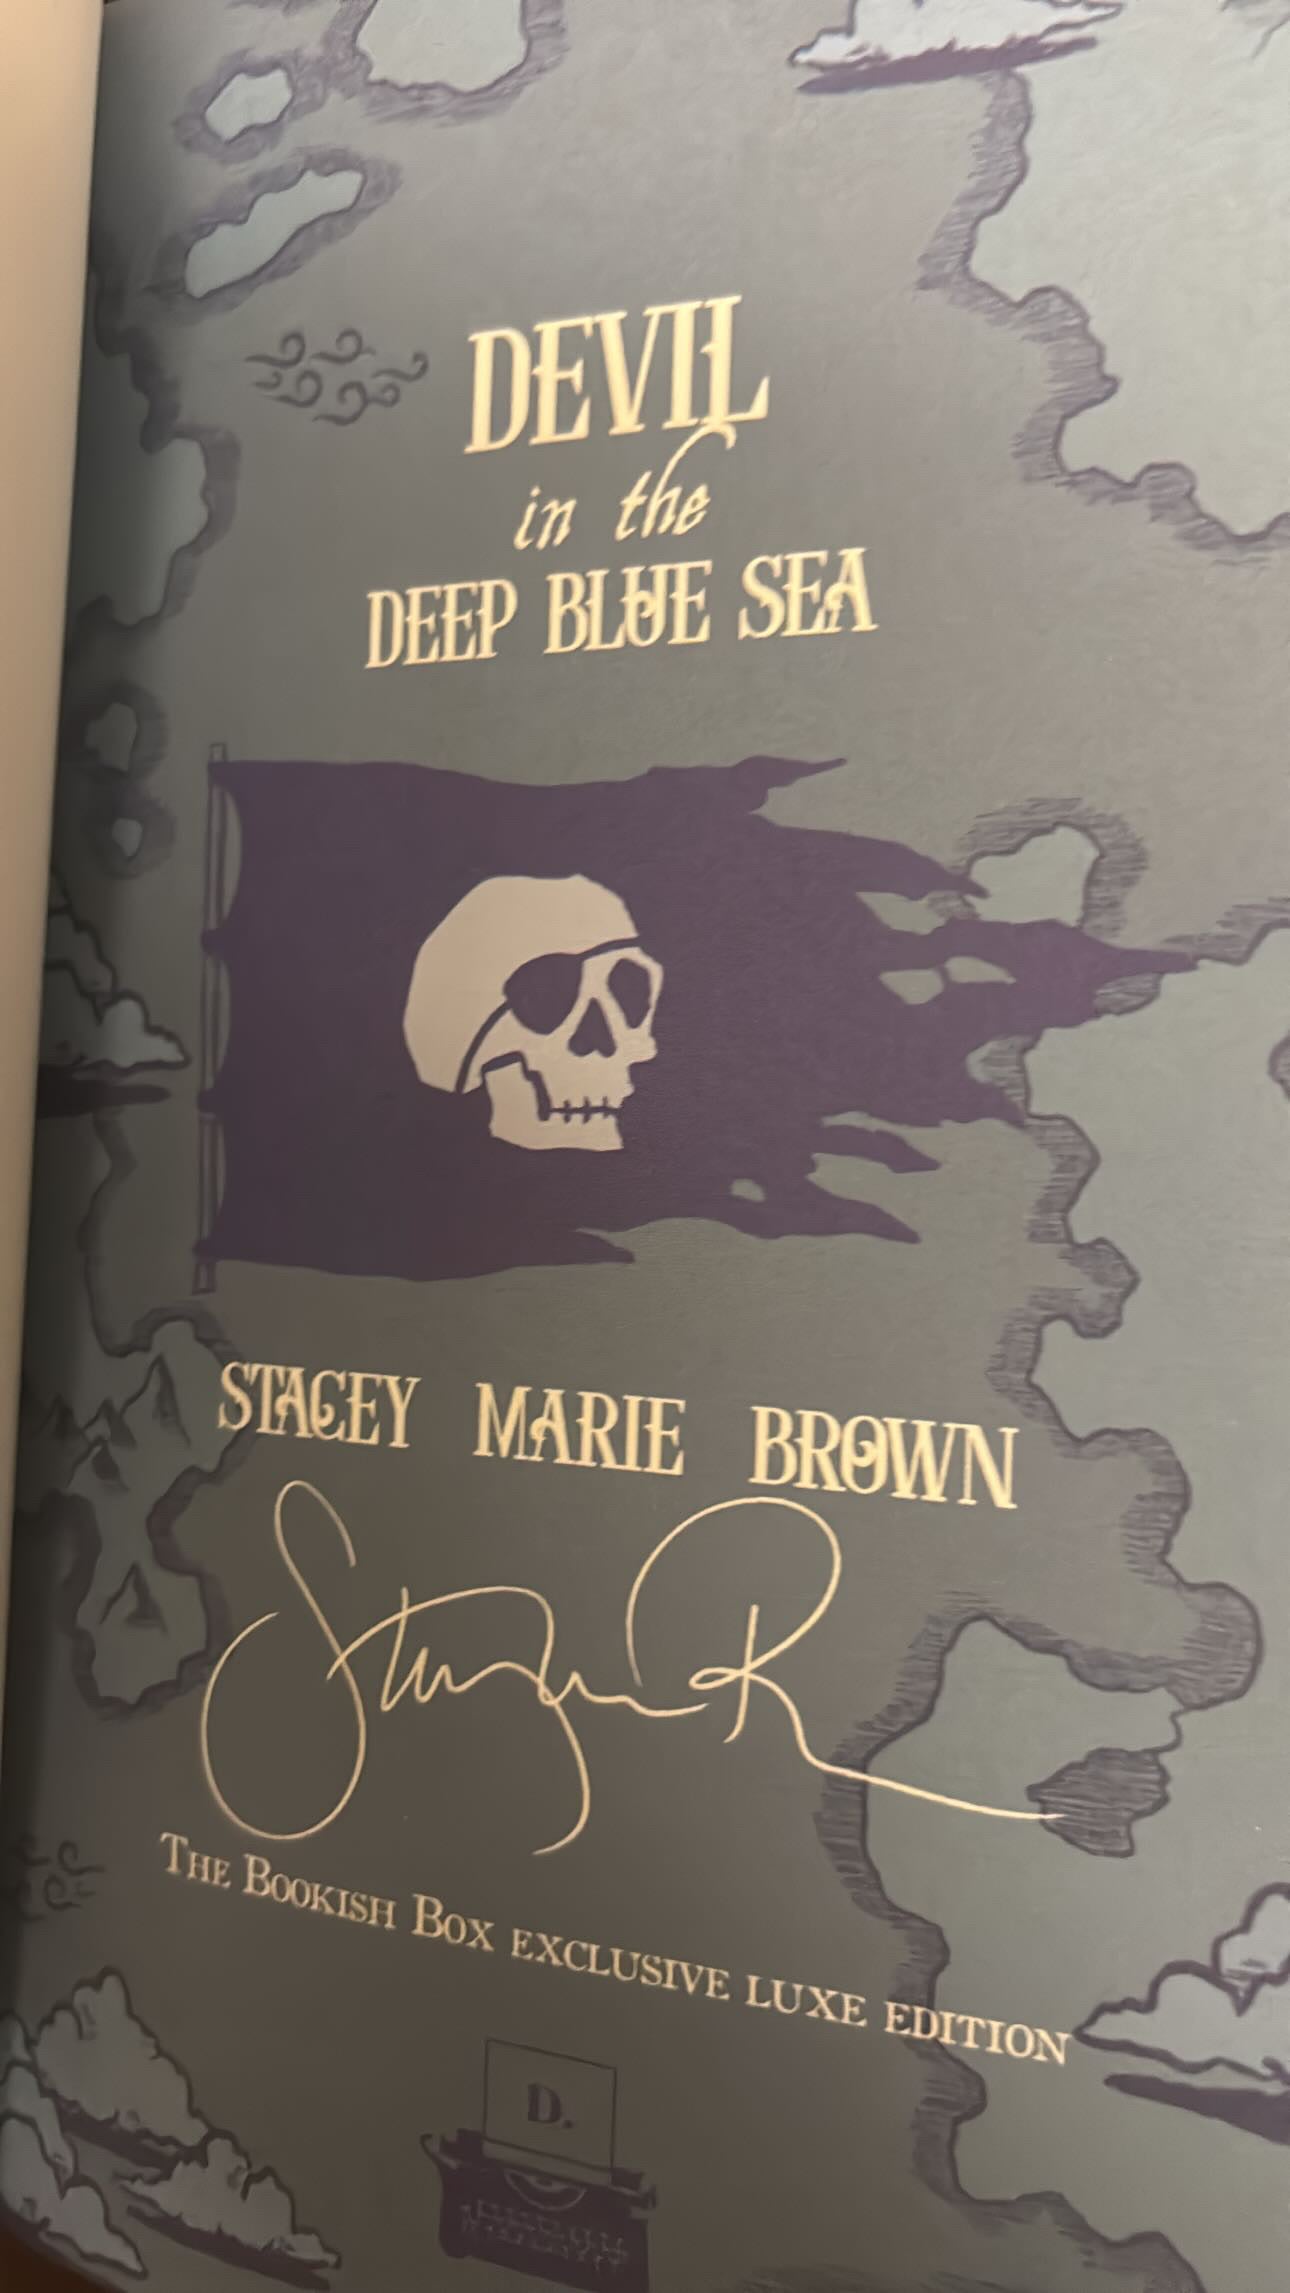 DEVIL
in the
DEEP BLUE SEA
STACEY MARIE BROWN
THE BOOKISH BOX EXCLUSIVE LUXE EDITION
D.